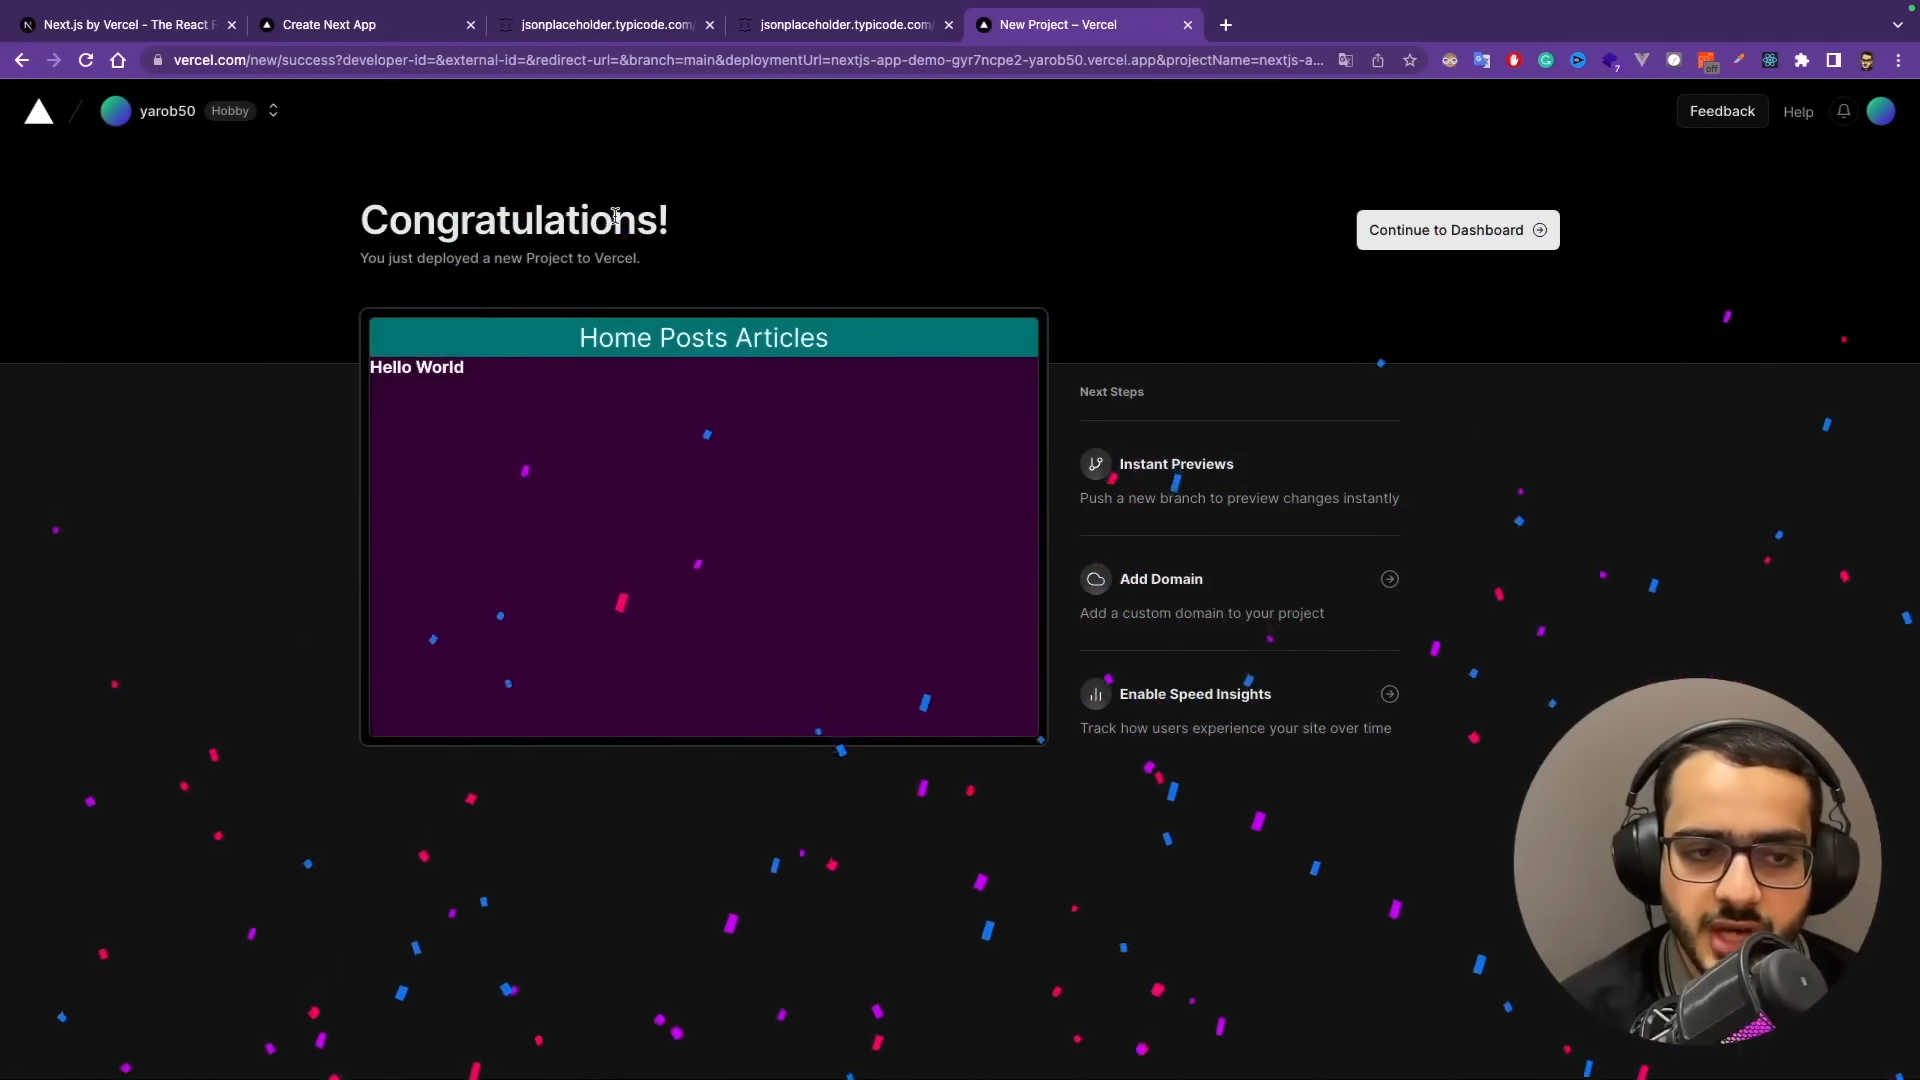 Next.js by Vercel - The React F
Create Next App
jsonplaceholder.typicode.com/
jsonplaceholder.typicode.com/
New Project – Vercel
vercel.com/new/success?developer-id=&external-id=&redirect-url=&branch=main&deploymentUrl=nextjs-app-demo-gyr7ncpe2-yarob50.vercel.app&projectName=nextjs-a...
7
off
yarob50
Hobby
Feedback
Help
Congratulations!
You just deployed a new Project to Vercel.
Continue to Dashboard
Home Posts Articles
Hello World
Next Steps
Instant Previews
Push a new branch to preview changes instantly
Add Domain
Add a custom domain to your project
Enable Speed Insights
Track how users experience your site over time